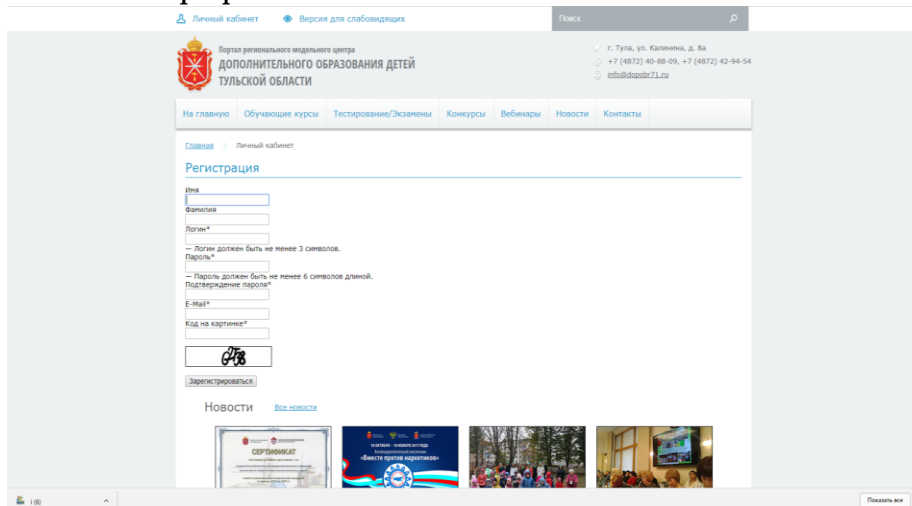 Личный кабинет Версия для слабовидящих Поиск
Портал регионального модельного центра
ДОПОЛНИТЕЛЬНОГО ОБРАЗОВАНИЯ ДЕТЕЙ
ТУЛЬСКОЙ ОБЛАСТИ
г. Тула, ул. Калинина, д. 8а
+7 (4872) 40-88-09, +7 (4872) 42-94-54
info@dopobr71.ru
На главную Обучающие курсы Тестирование/Экзамены Конкурсы Вебинары Новости Контакты
Главная Личный кабинет
Регистрация
Имя
Фамилия
Логин*
— Логин должен быть не менее 3 символов.
Пароль*
— Пароль должен быть не менее 6 символов длиной.
Подтверждение пароля*
E-Mail*
Код на картинке*
Зарегистрироваться
Новости Все новости
СЕРТИФИКАТ
«Вместе против наркотиков»
Показать все